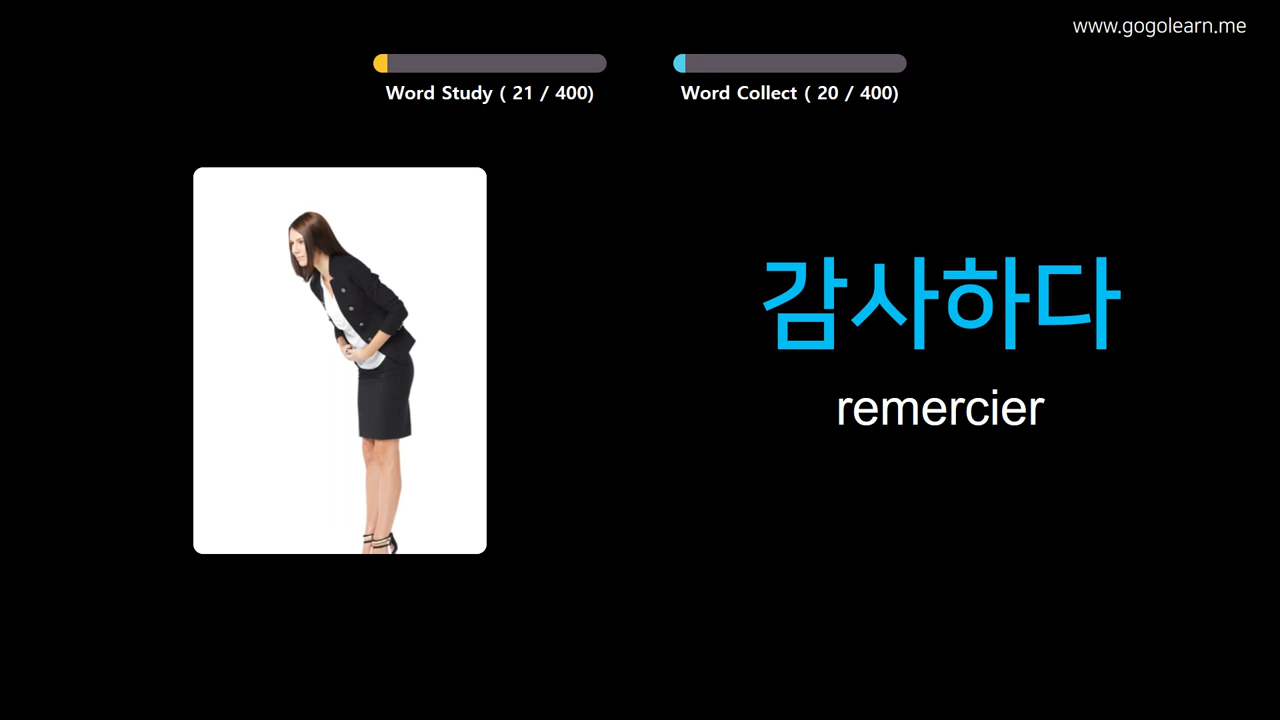 www.gogolearn.me
Word Study ( 21 / 400)
Word Collect ( 20 / 400)
감사하다
remercier